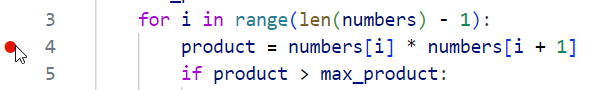 3 for i in range(len(numbers) - 1):
4 product = numbers[i] * numbers[i + 1]
5 if product > max_product: